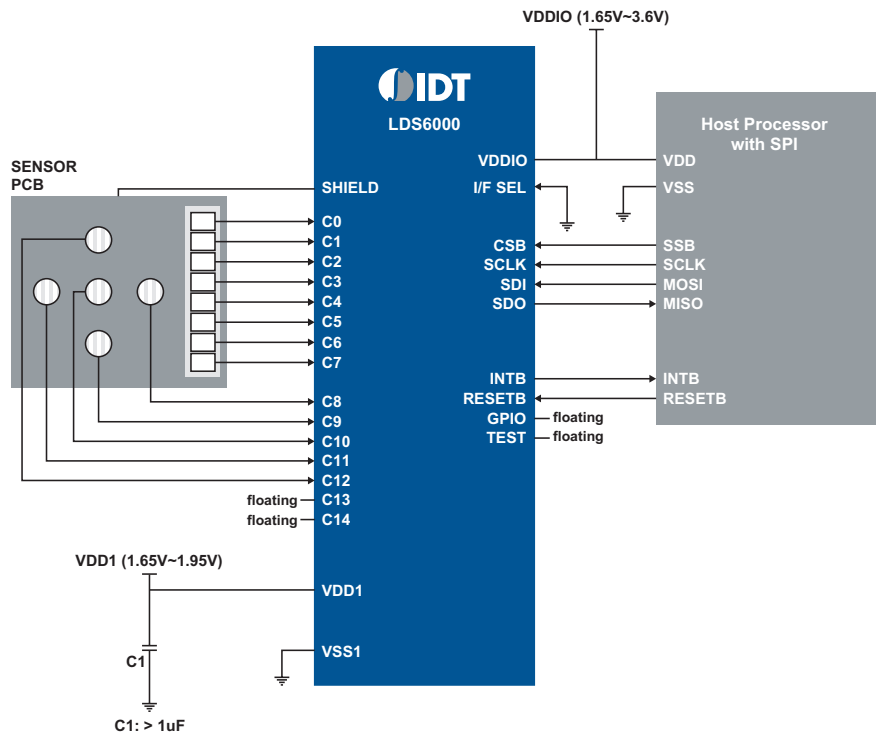 VDDIO (1.65V~3.6V)
IDT
LDS6000
Host Processor
with SPI
SENSOR
PCB
SHIELD
C0
C1
C2
C3
C4
C5
C6
C7
C8
C9
C10
C11
C12
floating
C13
floating
C14
VDDIO
I/F SEL
CSB
SCLK
SDI
SDO
INTB
RESETB
GPIO
floating
TEST
floating
VDD
VSS
SSB
SCLK
MOSI
MISO
INTB
RESETB
VDD1 (1.65V~1.95V)
VDD1
C1
VSS1
C1: > 1uF